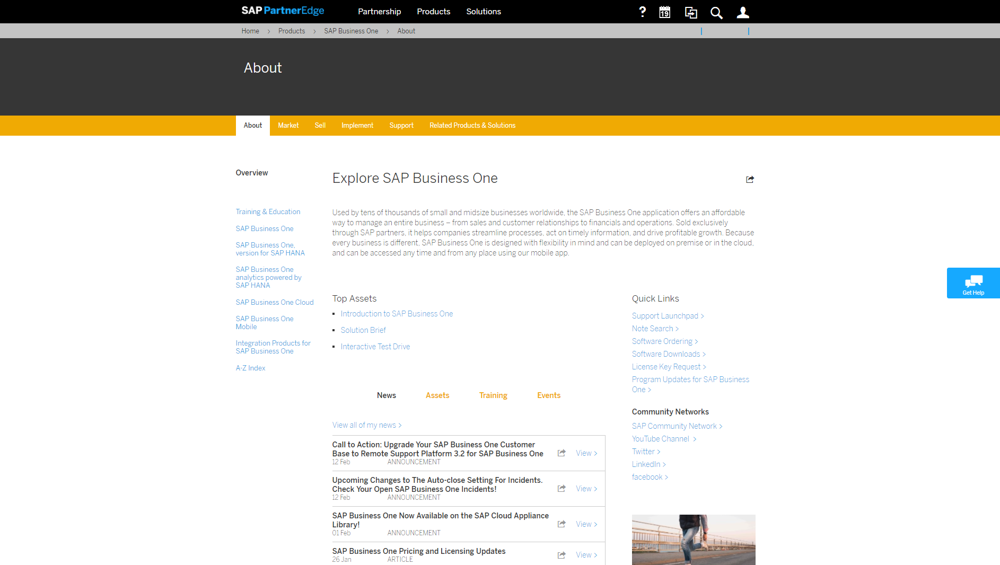 SAP PartnerEdge
Partnership
Products
Solutions
?
19
Home > Products > SAP Business One > About
About
About
Market
Sell
Implement
Support
Related Products & Solutions
Overview
Training & Education
SAP Business One
SAP Business One,
version for SAP HANA
SAP Business One
analytics powered by
SAP HANA
SAP Business One Cloud
SAP Business One
Mobile
Integration Products for
SAP Business One
A-Z Index
Explore SAP Business One
Used by tens of thousands of small and midsize businesses worldwide, the SAP Business One application offers an affordable
way to manage an entire business – from sales and customer relationships to financials and operations. Sold exclusively
through SAP partners, it helps companies streamline processes, act on timely information, and drive profitable growth. Because
every business is different, SAP Business One is designed with flexibility in mind and can be deployed on premise or in the cloud,
and can be accessed any time and from any place using our mobile app.
Top Assets
▪ Introduction to SAP Business One
▪ Solution Brief
▪ Interactive Test Drive
News
Assets
Training
Events
View all of my news >
Call to Action: Upgrade Your SAP Business One Customer
Base to Remote Support Platform 3.2 for SAP Business One
12 Feb ANNOUNCEMENT
View >
Upcoming Changes to The Auto-close Setting For Incidents.
Check Your Open SAP Business One Incidents!
12 Feb ANNOUNCEMENT
View >
SAP Business One Now Available on the SAP Cloud Appliance
Library!
01 Feb ANNOUNCEMENT
View >
SAP Business One Pricing and Licensing Updates
26 Jan ARTICLE
View >
Quick Links
Support Launchpad >
Note Search >
Software Ordering >
Software Downloads >
License Key Request >
Program Updates for SAP Business
One >
Community Networks
SAP Community Network >
YouTube Channel >
Twitter >
LinkedIn >
facebook >
Get Help